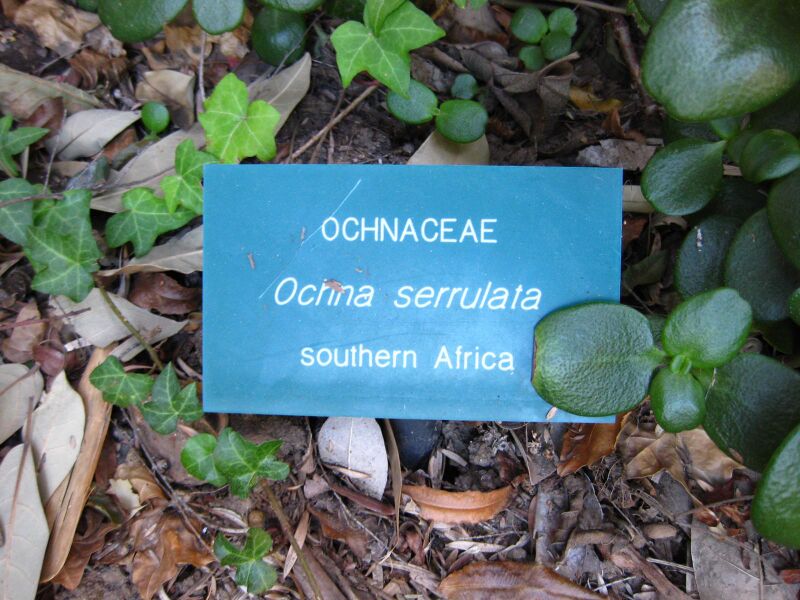 OCHNACEAE
Ochna serrulata
southern Africa